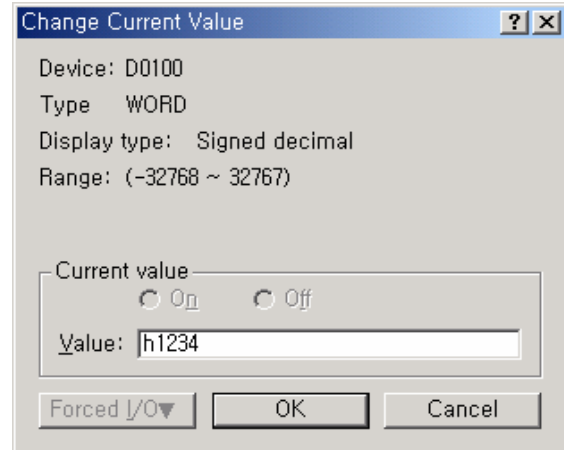 Change Current Value
Device: D0100
Type WORD
Display type: Signed decimal
Range: (-32768 ~ 32767)
Current value
On Off
Value: h1234
Forced I/O▼ OK Cancel